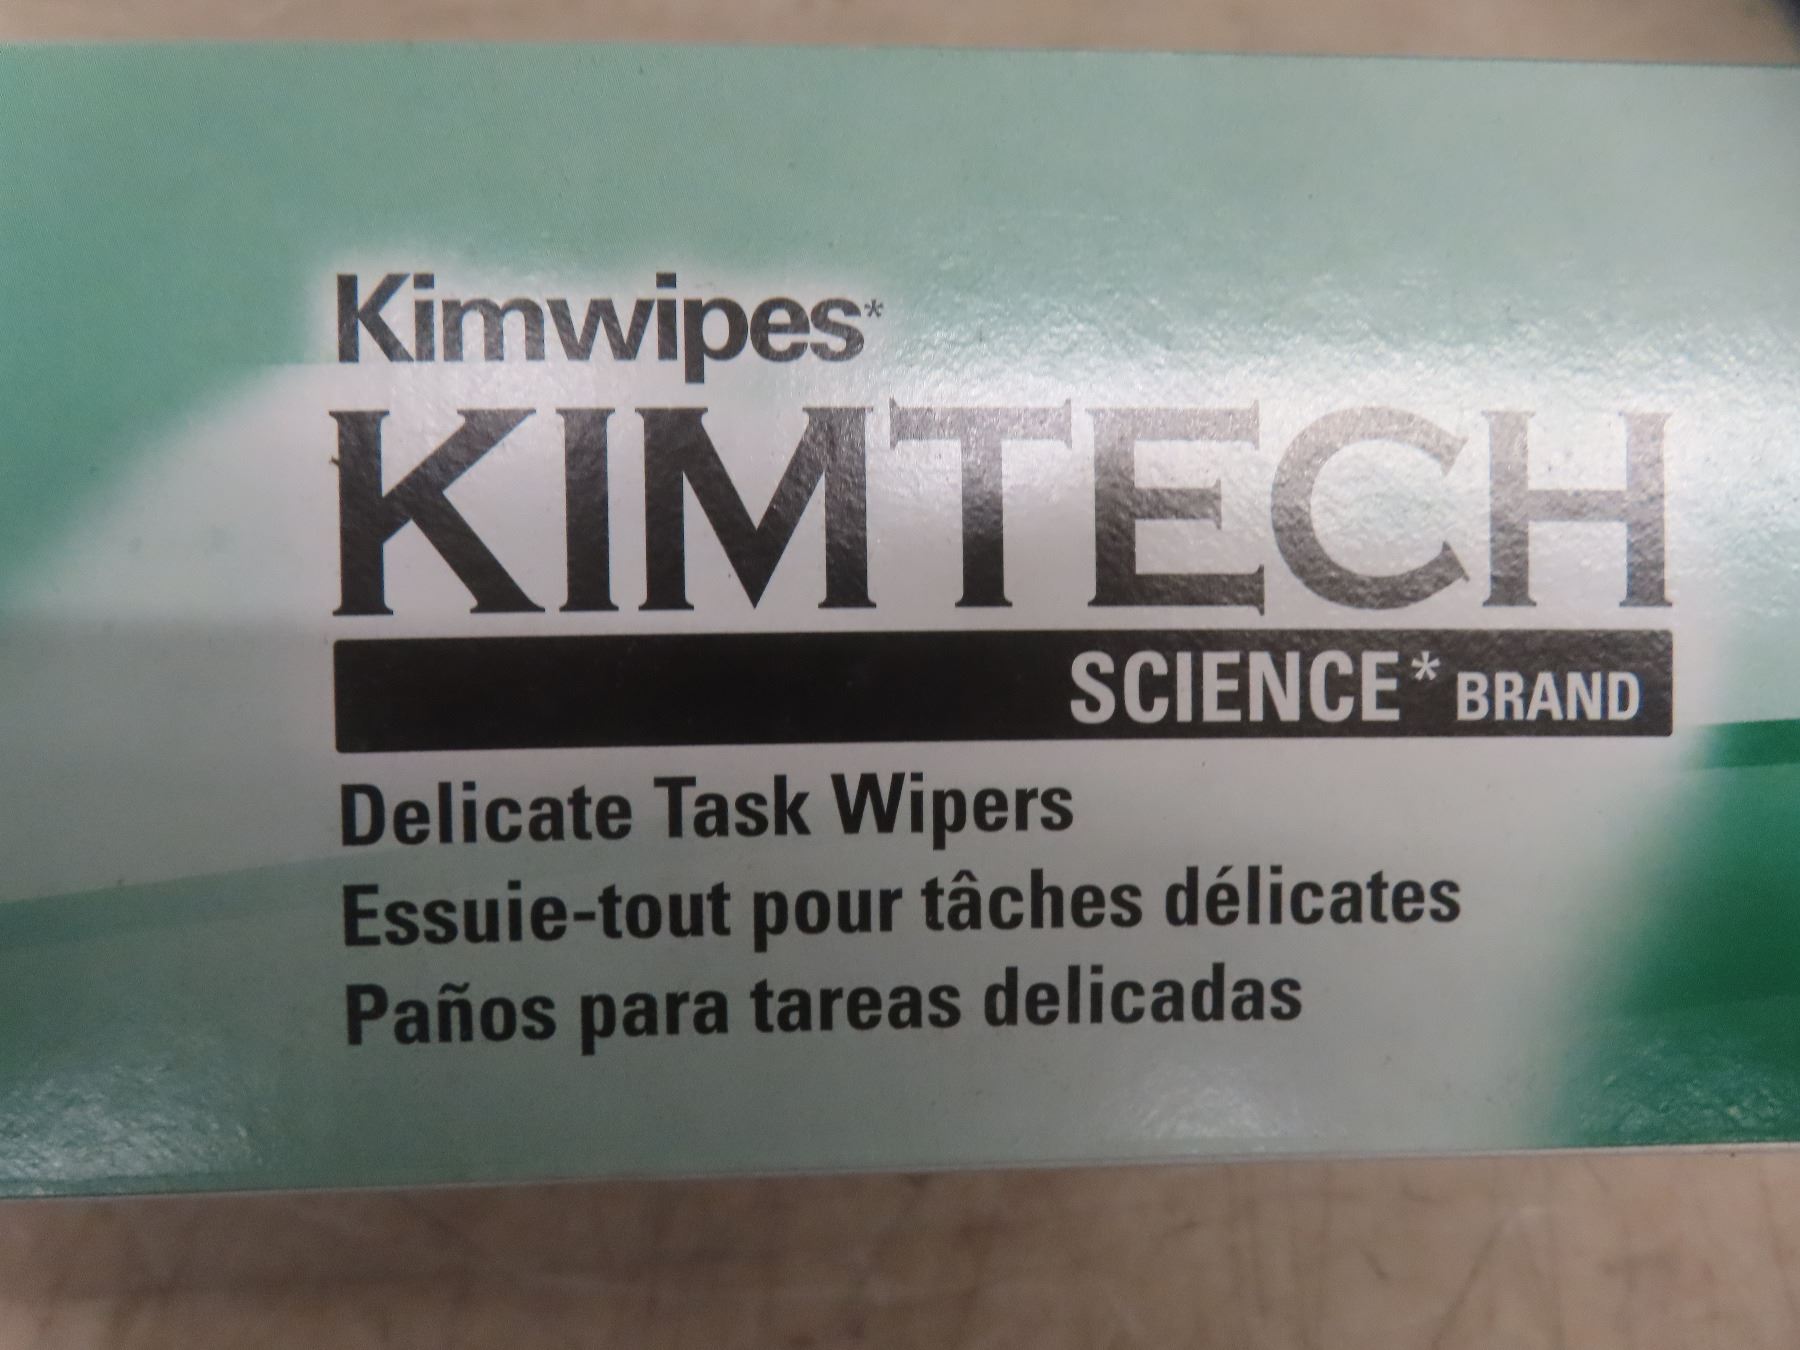 Kimwipes*
KIMTECH
SCIENCE* BRAND
Delicate Task Wipers
Essuie-tout pour tâches délicates
Paños para tareas delicadas